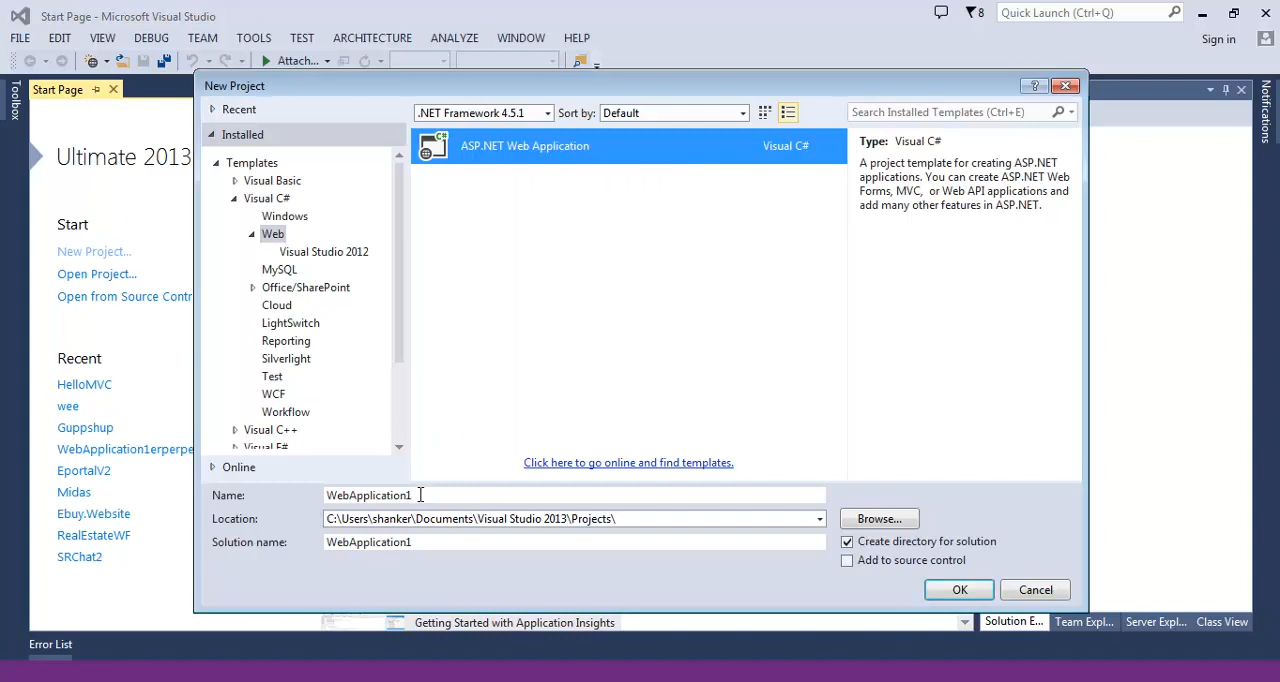 Start Page - Microsoft Visual Studio
8
Quick Launch (Ctrl+Q)
FILE EDIT VIEW DEBUG TEAM TOOLS TEST ARCHITECTURE ANALYZE WINDOW HELP
Sign in
Attach...
Toolbox
Start Page
Notifications
Ultimate 2013
Start
New Project...
Open Project...
Open from Source Contr
Recent
HelloMVC
wee
Guppshup
WebApplication1erperpe
EportalV2
Midas
Ebuy.Website
RealEstateWF
SRChat2
New Project
?
Recent
.NET Framework 4.5.1
Sort by: Default
Search Installed Templates (Ctrl+E)
Installed
Templates
Visual Basic
Visual C#
Windows
Web
Visual Studio 2012
MySQL
Office/SharePoint
Cloud
LightSwitch
Reporting
Silverlight
Test
WCF
Workflow
Visual C++
Visual F#
Online
C#
ASP.NET Web Application Visual C#
Type: Visual C#
A project template for creating ASP.NET
applications. You can create ASP.NET Web
Forms, MVC, or Web API applications and
add many other features in ASP.NET.
Click here to go online and find templates.
Name: WebApplication1
Location: C:\Users\shanker\Documents\Visual Studio 2013\Projects\
Browse...
Solution name: WebApplication1
Create directory for solution
Add to source control
OK Cancel
Getting Started with Application Insights
Solution E... Team Expl... Server Expl... Class View
Error List